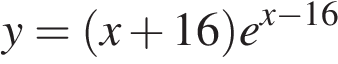 y = (x + 16)e^{x−16}